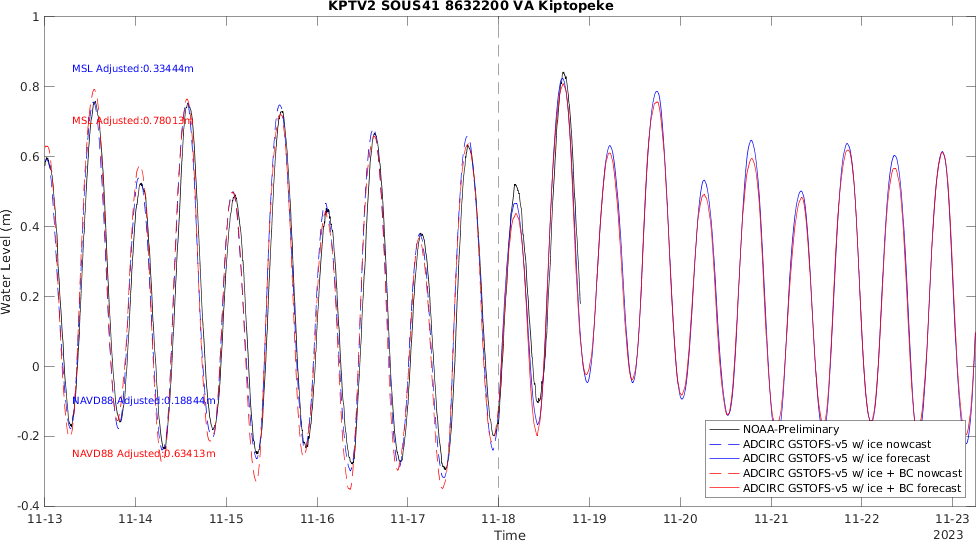 KPTV2 SOUS41 8632200 VA Kiptopeke
1
0.8
0.6
0.4
0.2
0
-0.2
-0.4
Water Level (m)
MSL Adjusted:0.33444m
MSL Adjusted:0.78013m
NAVD88 Adjusted:0.18844m
NAVD88 Adjusted:0.63413m
NOAA-Preliminary
ADCIRC GSTOFS-v5 w/ ice nowcast
ADCIRC GSTOFS-v5 w/ ice forecast
ADCIRC GSTOFS-v5 w/ ice + BC nowcast
ADCIRC GSTOFS-v5 w/ ice + BC forecast
11-13 11-14 11-15 11-16 11-17 11-18 11-19 11-20 11-21 11-22 11-23
2023
Time